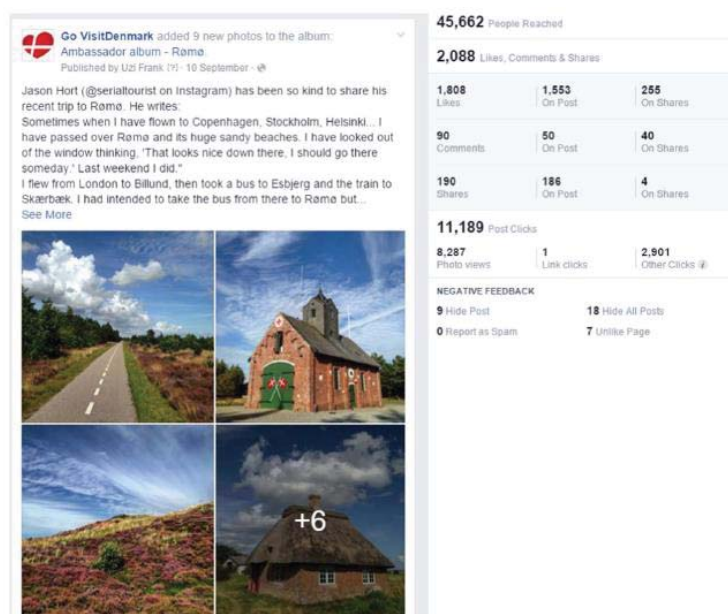 Go VisitDenmark added 9 new photos to the album:
Ambassador album - Rømø.
Published by Uzi Frank [?] · 10 September ·
Jason Hort (@serialtourist on Instagram) has been so kind to share his
recent trip to Rømø. He writes:
Sometimes when I have flown to Copenhagen, Stockholm, Helsinki... I
have passed over Rømø and its huge sandy beaches. I have looked out
of the window thinking, 'That looks nice down there, I should go there
someday.' Last weekend I did."
I flew from London to Billund, then took a bus to Esbjerg and the train to
Skærbæk. I had intended to take the bus from there to Rømø but...
See More
+6
45,662 People Reached
2,088 Likes, Comments & Shares
1,808 1,553 255
Likes On Post On Shares
90 50 40
Comments On Post On Shares
190 186 4
Shares On Post On Shares
11,189 Post Clicks
8,287 1 2,901
Photo views Link clicks Other Clicks
NEGATIVE FEEDBACK
9 Hide Post 18 Hide All Posts
0 Report as Spam 7 Unlike Page